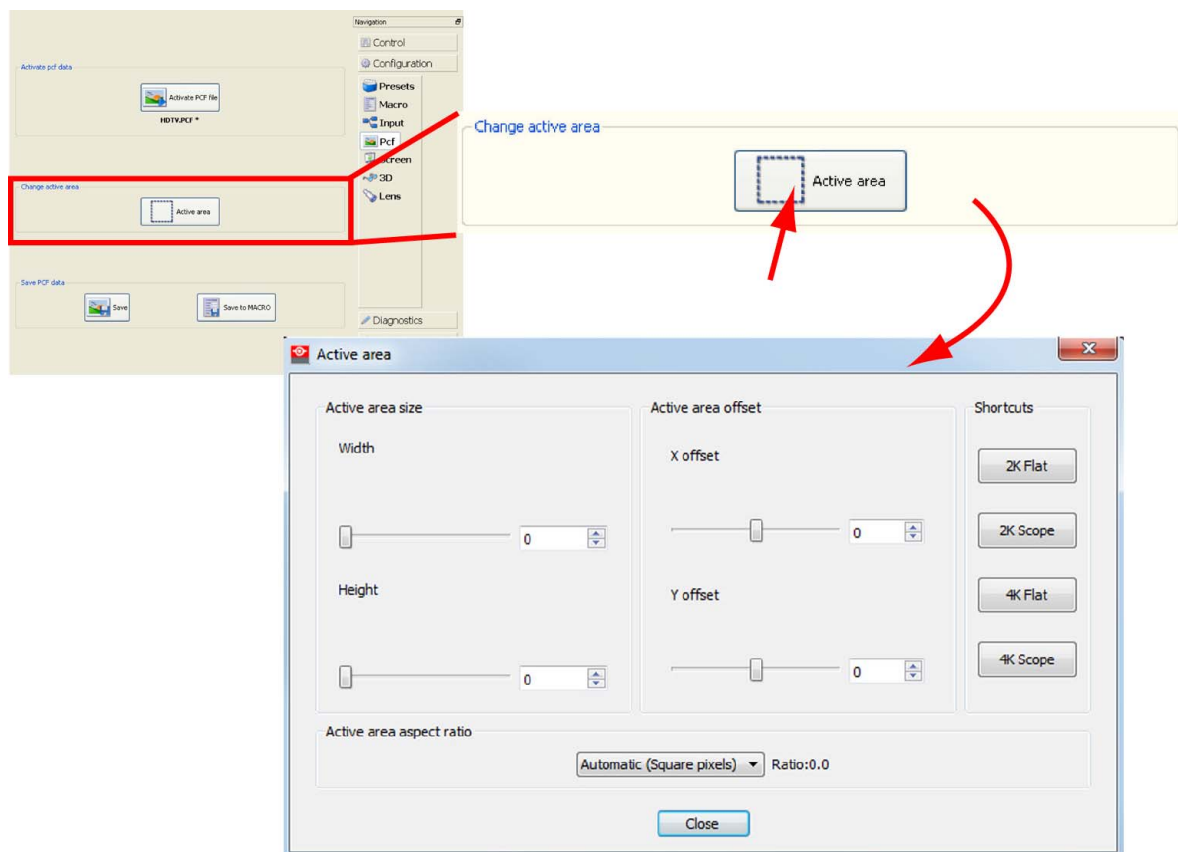 Navigation
Control
Configuration
Presets
Macro
Input
Pcf
Screen
3D
Lens
Diagnostics
Activate pcf data
Activate PCF file
HDTV.PCF *
Change active area
Active area
Save PCF data
Save
Save to MACRO
Change active area
Active area
Active area
Active area size
Width
0
Height
0
Active area offset
X offset
0
Y offset
0
Shortcuts
2K Flat
2K Scope
4K Flat
4K Scope
Active area aspect ratio
Automatic (Square pixels) Ratio:0.0
Close